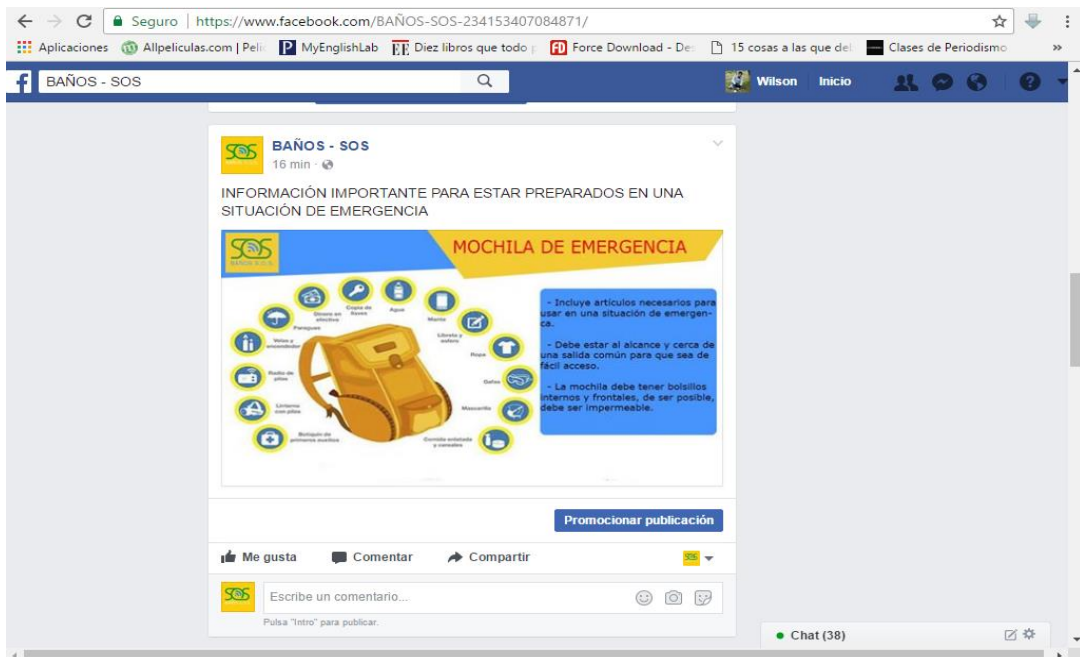 Seguro | https://www.facebook.com/BAÑOS-SOS-234153407084871/
Aplicaciones Allpeliculas.com | Peli MyEnglishLab Diez libros que todo p Force Download - De 15 cosas a las que del Clases de Periodismo »
f BAÑOS - SOS Wilson Inicio
BAÑOS - SOS
16 min
INFORMACIÓN IMPORTANTE PARA ESTAR PREPARADOS EN UNA
SITUACIÓN DE EMERGENCIA
SOS
MOCHILA DE EMERGENCIA
Dinero en
efectivo
Copia de
llaves
Agua
Manta
Paraguas
Libreta y
esfero
Velas y
encendedor
Ropa
Radio de
pilas
Gafas
Linterna
con pilas
Mascarilla
Botiquín de
primeros auxilios
Comida enlatada
y cereales
- Incluye artículos necesarios para
usar en una situación de emergen-
ca.
- Debe estar al alcance y cerca de
una salida común para que sea de
fácil acceso.
- La mochila debe tener bolsillos
internos y frontales, de ser posible,
debe ser impermeable.
Promocionar publicación
Me gusta Comentar Compartir
SOS Escribe un comentario...
Pulsa "Intro" para publicar.
Chat (38)